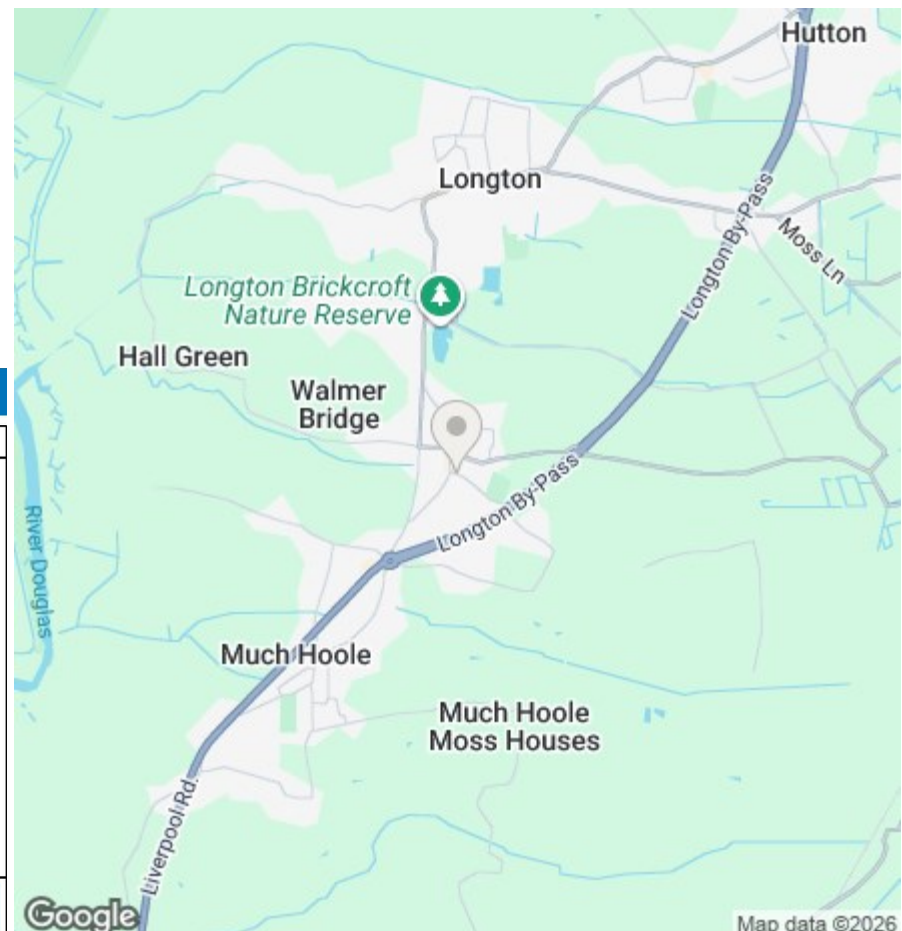 Hutton
Longton
Longton By-Pass
Moss Ln
Longton Brickcroft
Nature Reserve
Hall Green
Walmer
Bridge
Longton By-Pass
River Douglas
Much Hoole
Much Hoole
Moss Houses
Liverpool Rd.
Google
Map data ©2026